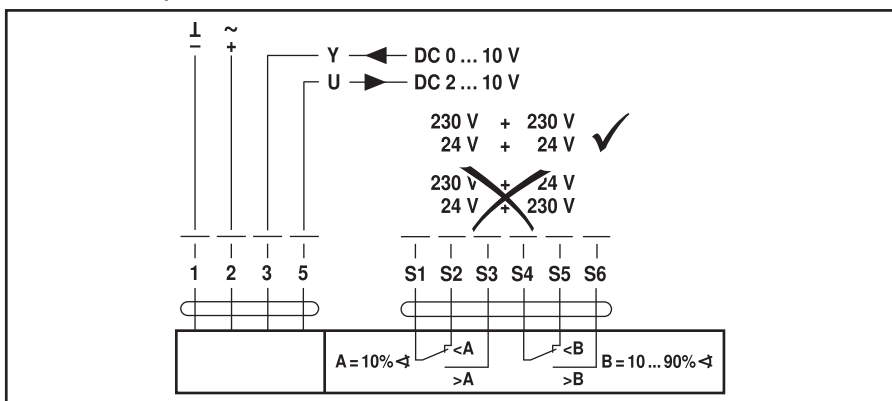 ⊥ ~
− +
Y DC 0 ... 10 V
U DC 2 ... 10 V
230 V + 230 V
24 V + 24 V
230 V + 24 V
24 V + 230 V
1 2 3 5 S1 S2 S3 S4 S5 S6
A = 10% ∢ <A >A <B >B B = 10 ... 90% ∢